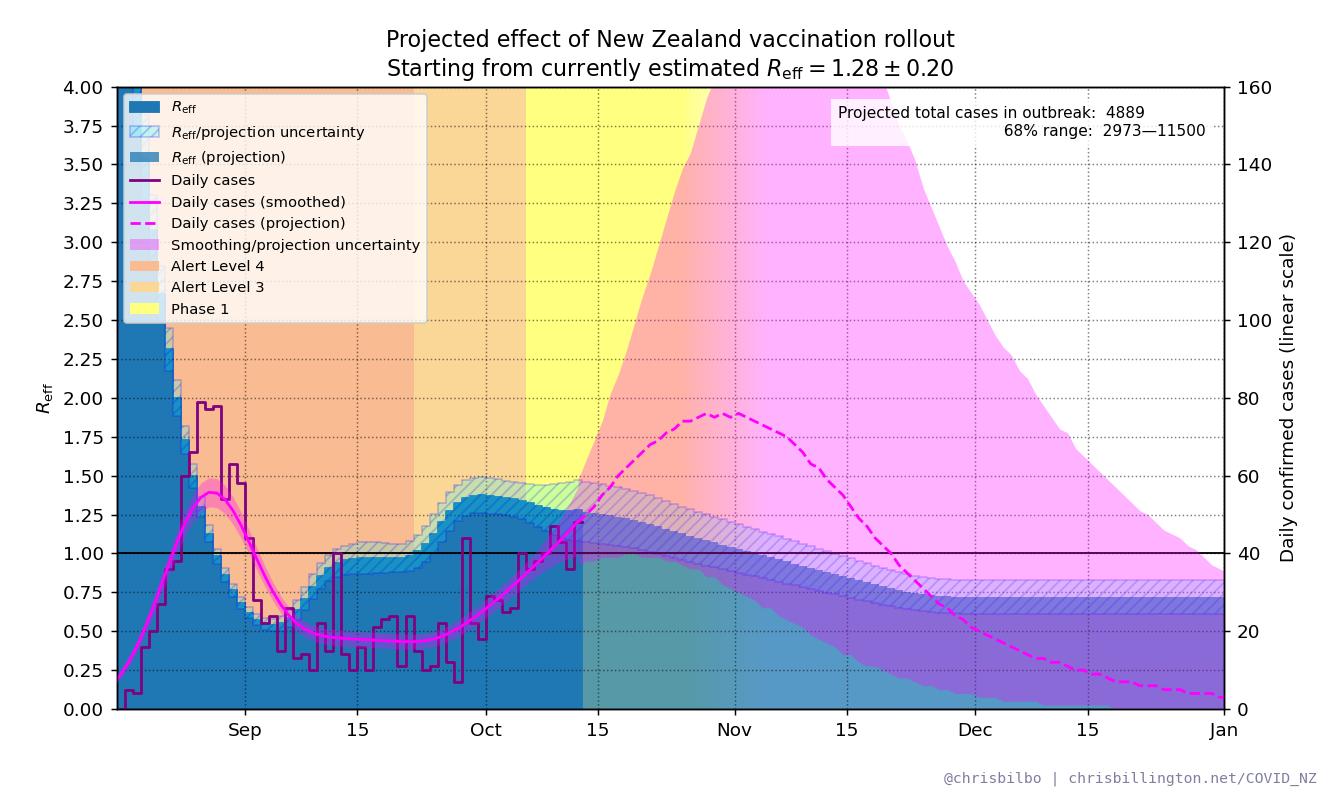 Projected effect of New Zealand vaccination rollout
Starting from currently estimated Reff = 1.28 ± 0.20
4.00
3.75
3.50
3.25
3.00
2.75
2.50
2.25
2.00
1.75
1.50
1.25
1.00
0.75
0.50
0.25
0.00
Reff
Reff
Reff/projection uncertainty
Reff (projection)
Daily cases
Daily cases (smoothed)
Daily cases (projection)
Smoothing/projection uncertainty
Alert Level 4
Alert Level 3
Phase 1
Projected total cases in outbreak: 4889
68% range: 2973—11500
160
140
120
100
80
60
40
20
0
Daily confirmed cases (linear scale)
Sep 15 Oct 15 Nov 15 Dec 15 Jan
@chrisbilbo | chrisbillington.net/COVID_NZ